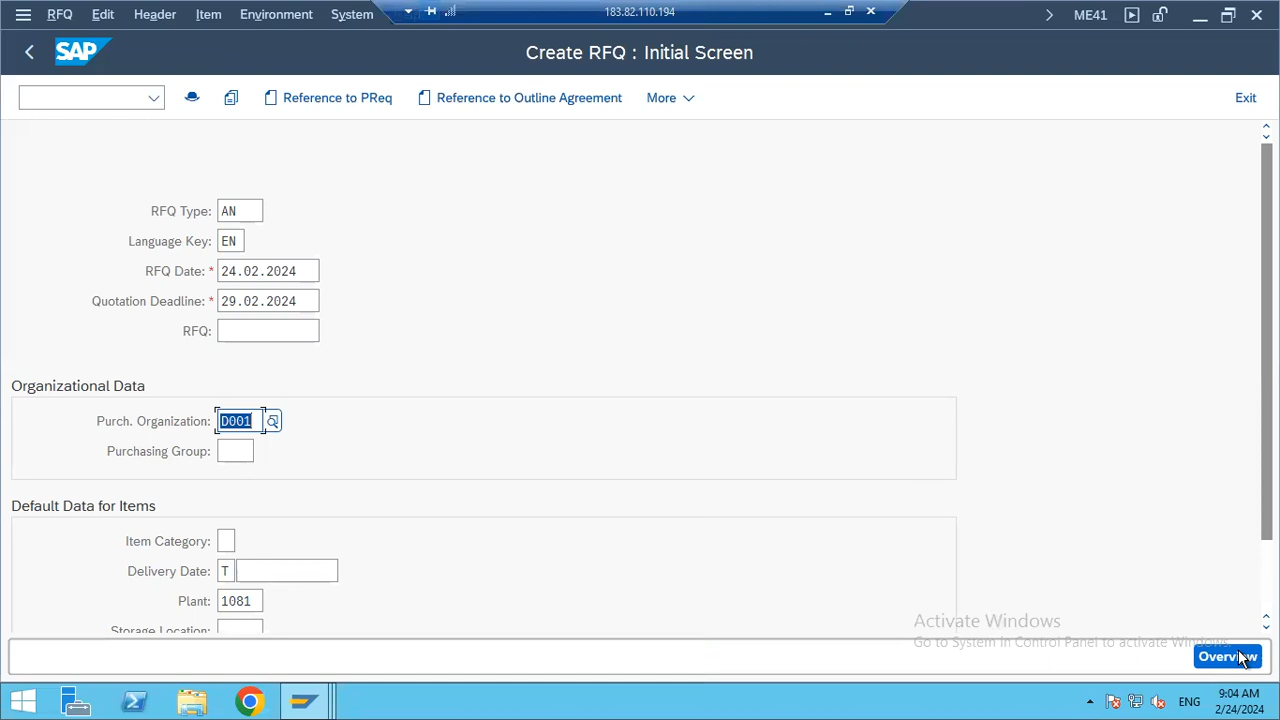 RFQ Edit Header Item Environment System 183.82.110.194 ME41
SAP Create RFQ : Initial Screen
Reference to PReq Reference to Outline Agreement More Exit
RFQ Type: AN
Language Key: EN
RFQ Date: * 24.02.2024
Quotation Deadline: * 29.02.2024
RFQ:
Organizational Data
Purch. Organization: D001
Purchasing Group:
Default Data for Items
Item Category:
Delivery Date: T
Plant: 1081
Storage Location:
Activate Windows
Go to System in Control Panel to activate Windows.
Overview
ENG 9:04 AM
2/24/2024